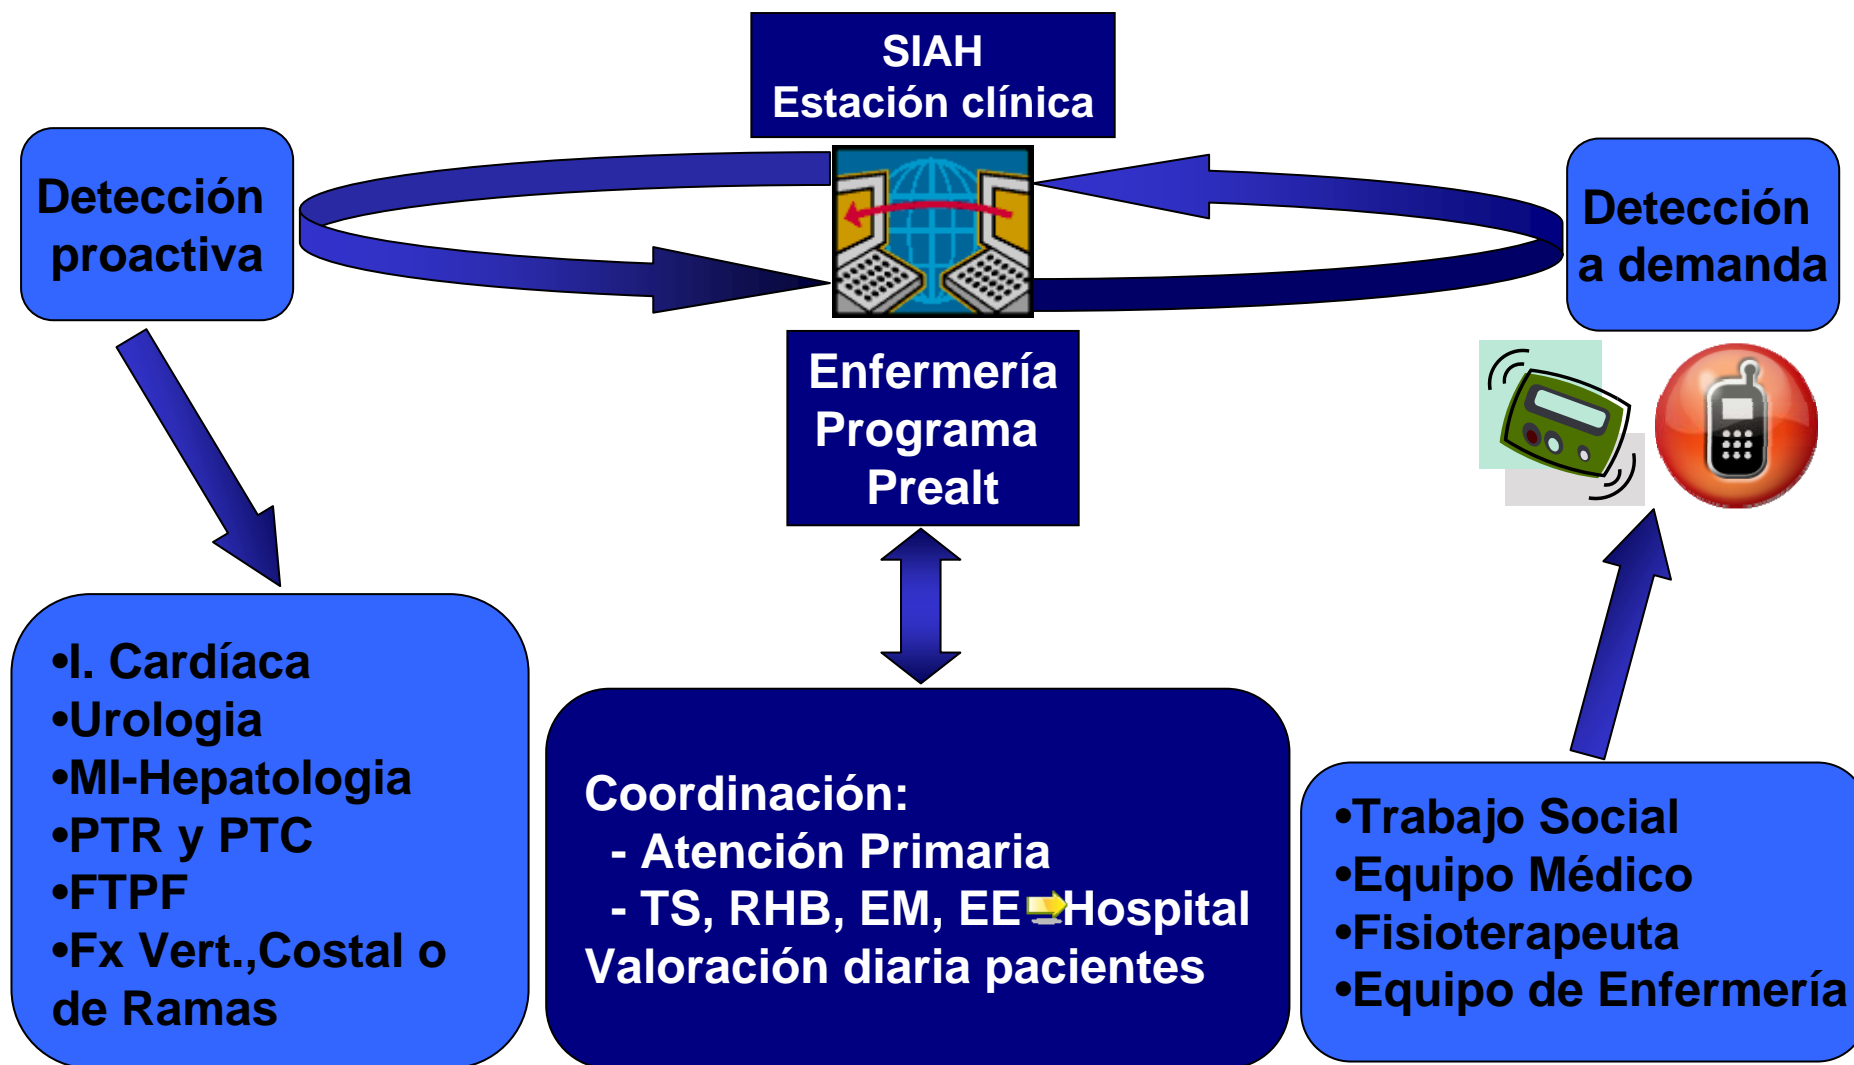 SIAH
Estación clínica
Detección
proactiva
Detección
a demanda
Enfermería
Programa
Prealt
•I. Cardíaca
•Urologia
•MI-Hepatologia
•PTR y PTC
•FTPF
•Fx Vert.,Costal o
de Ramas
Coordinación:
- Atención Primaria
- TS, RHB, EM, EE Hospital
Valoración diaria pacientes
•Trabajo Social
•Equipo Médico
•Fisioterapeuta
•Equipo de Enfermería